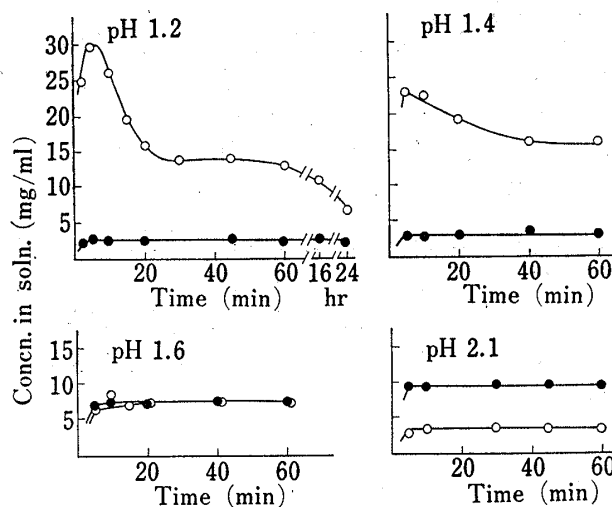 pH 1.2
30
25
20
15
10
5
20 40 60 16 24
Time (min) hr
pH 1.4
20 40 60
Time (min)
Concn. in soln. (mg/ml)
pH 1.6
15
10
5
20 40 60
Time (min)
pH 2.1
20 40 60
Time (min)